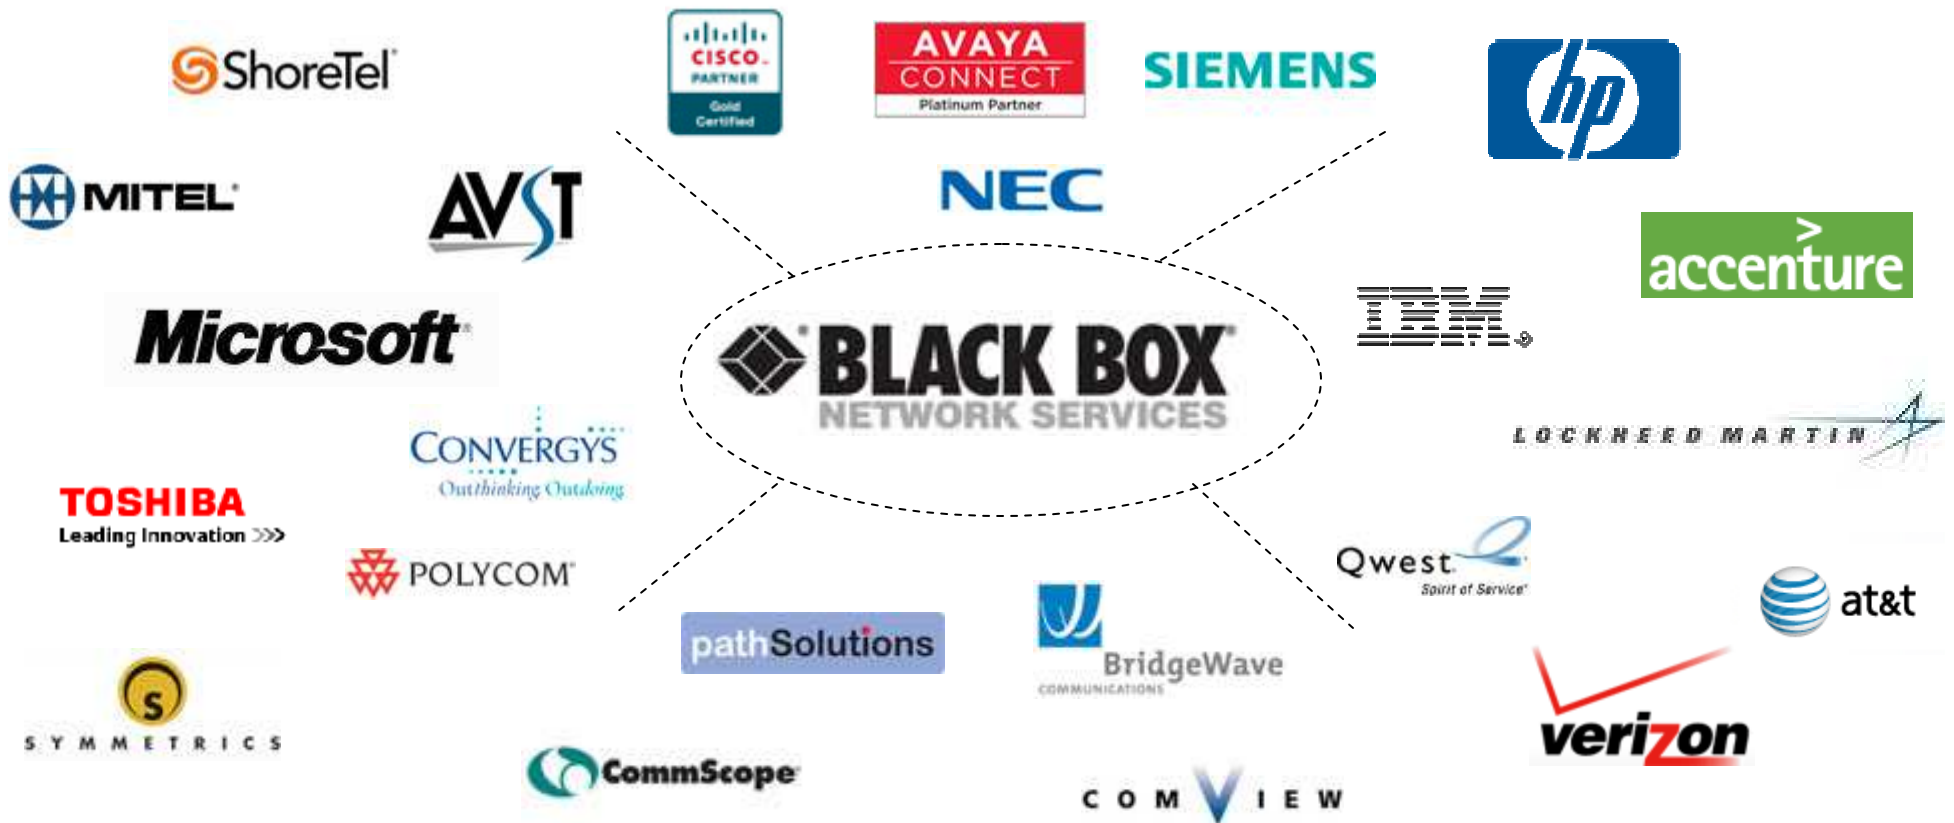 ShoreTel®
CISCO™
PARTNER
Gold
Certified
AVAYA
CONNECT
Platinum Partner
SIEMENS
hp
MITEL®
AVST
NEC
>
accenture
Microsoft®
IBM®
BLACK BOX®
NETWORK SERVICES
CONVERGYS
Outthinking Outdoing
LOCKHEED MARTIN
TOSHIBA
Leading Innovation >>>
POLYCOM®
Qwest
Spirit of Service®
at&t
pathSolutions
BridgeWave
COMMUNICATIONS
S
SYMMETRICS
verizon
CommScope®
COMVIEW